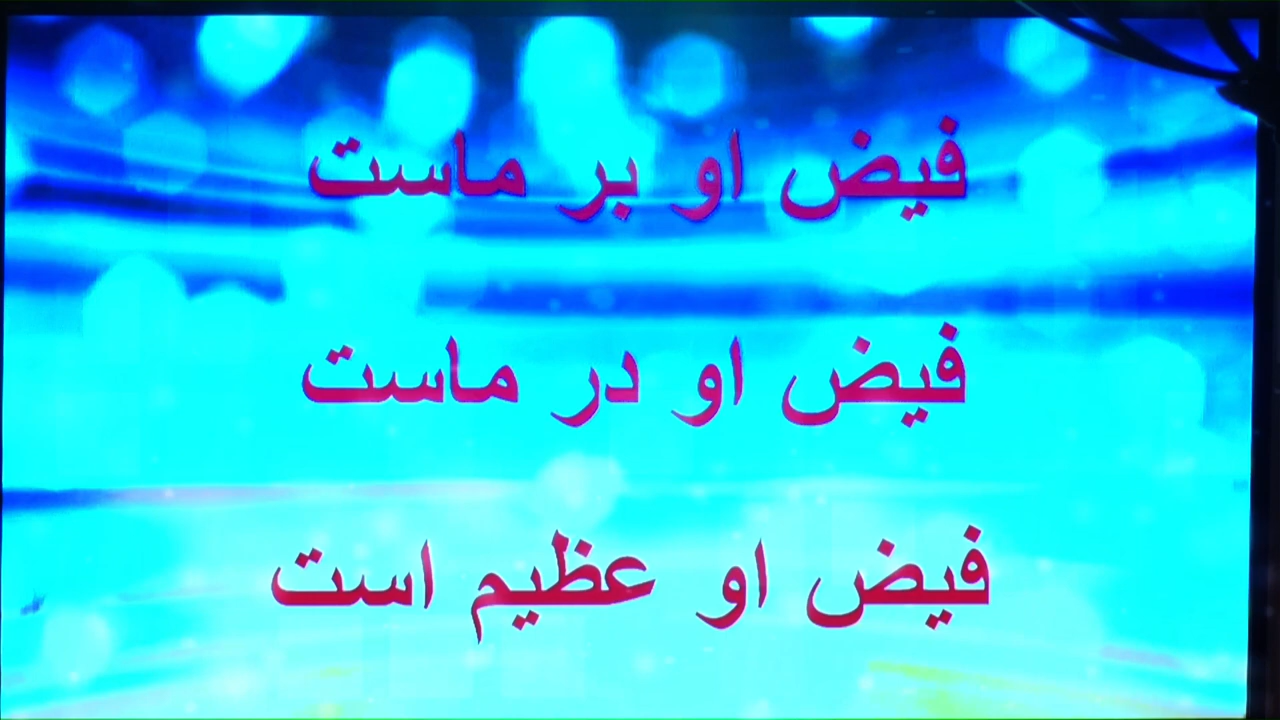 فیض او بر ماست
فیض او در ماست
فیض او عظیم است